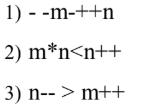 1) - -m-++n
2) m*n<n++
3) n-- > m++